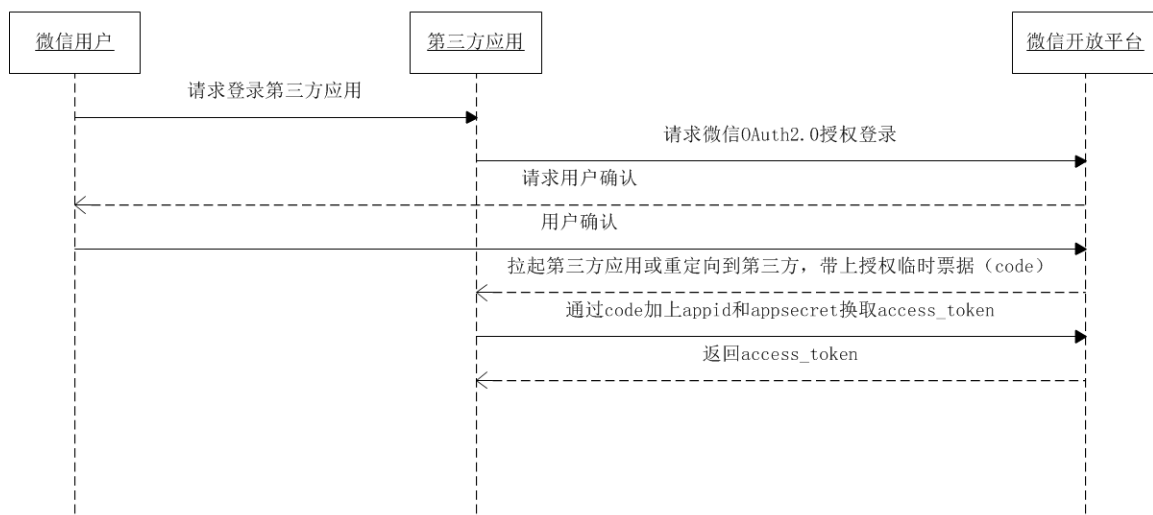 微信用户
第三方应用
微信开放平台
请求登录第三方应用
请求微信OAuth2.0授权登录
请求用户确认
用户确认
拉起第三方应用或重定向到第三方，带上授权临时票据（code）
通过code加上appid和appsecret换取access_token
返回access_token